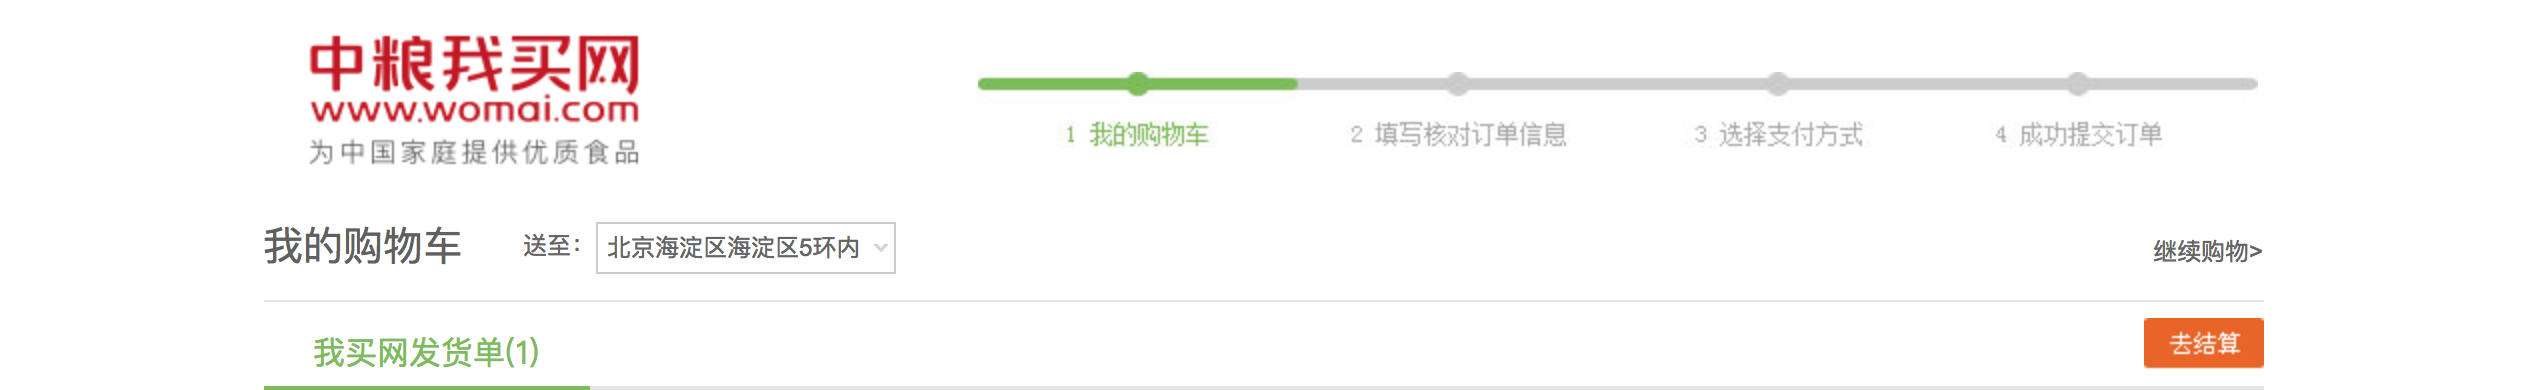 中粮我买网
www.womai.com
为中国家庭提供优质食品
1 我的购物车
2 填写核对订单信息
3 选择支付方式
4 成功提交订单
我的购物车
送至：
北京海淀区海淀区5环内
继续购物>
我买网发货单(1)
去结算